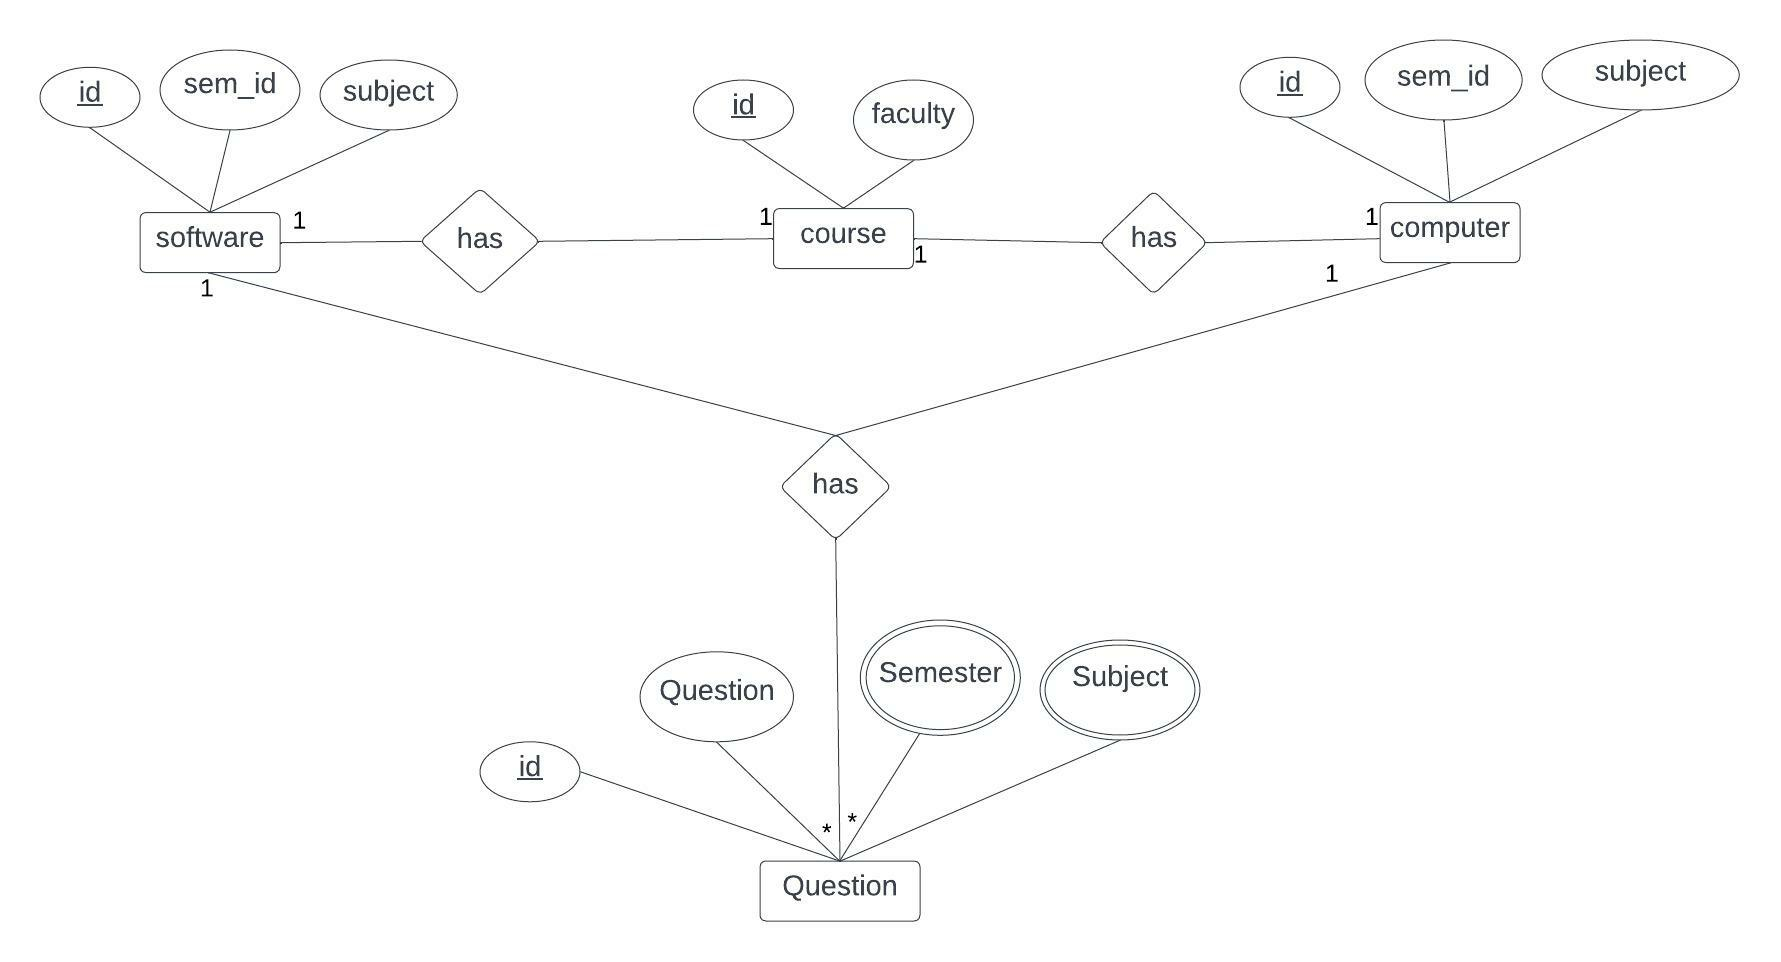 id
sem_id
subject
id
faculty
id
sem_id
subject
software
1
has
1
course
1
has
1
computer
1
1
has
Question
Semester
Subject
id
*
*
Question